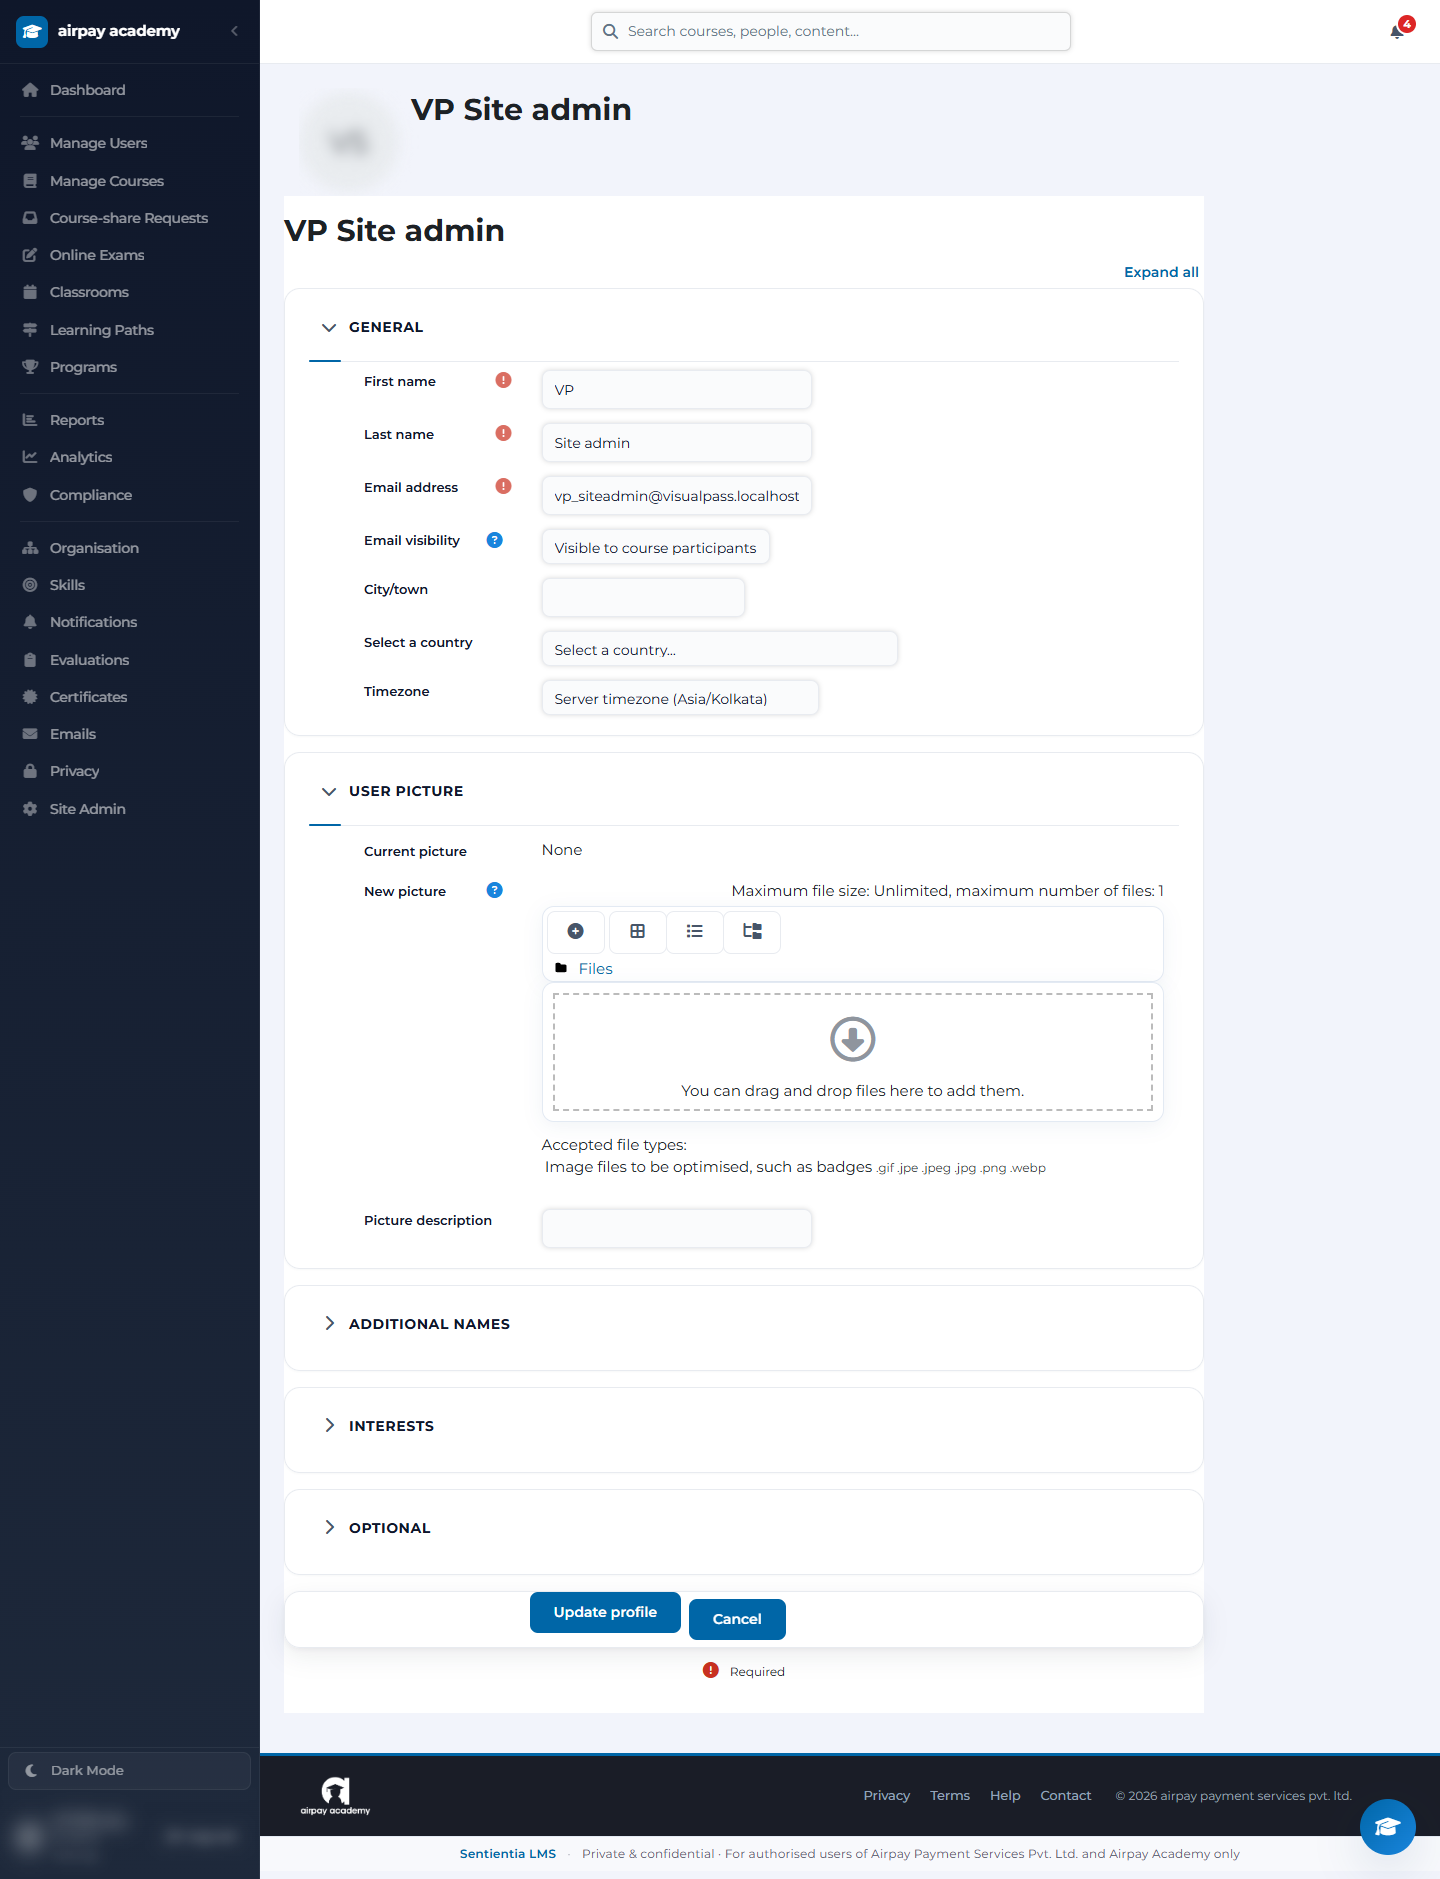 airpay academy
Search courses, people, content...
4
Dashboard
Manage Users
Manage Courses
Course-share Requests
Online Exams
Classrooms
Learning Paths
Programs
Reports
Analytics
Compliance
Organisation
Skills
Notifications
Evaluations
Certificates
Emails
Privacy
Site Admin
Dark Mode
VP Site admin
VP Site admin
Expand all
GENERAL
First name
VP
Last name
Site admin
Email address
vp_siteadmin@visualpass.localhost
Email visibility
Visible to course participants
City/town
Select a country
Select a country...
Timezone
Server timezone (Asia/Kolkata)
USER PICTURE
Current picture
None
New picture
Maximum file size: Unlimited, maximum number of files: 1
Files
You can drag and drop files here to add them.
Accepted file types:
Image files to be optimised, such as badges .gif .jpe .jpeg .jpg .png .webp
Picture description
ADDITIONAL NAMES
INTERESTS
OPTIONAL
Update profile
Cancel
Required
airpay academy
Privacy Terms Help Contact © 2026 airpay payment services pvt. ltd.
Sentientia LMS · Private & confidential · For authorised users of Airpay Payment Services Pvt. Ltd. and Airpay Academy only